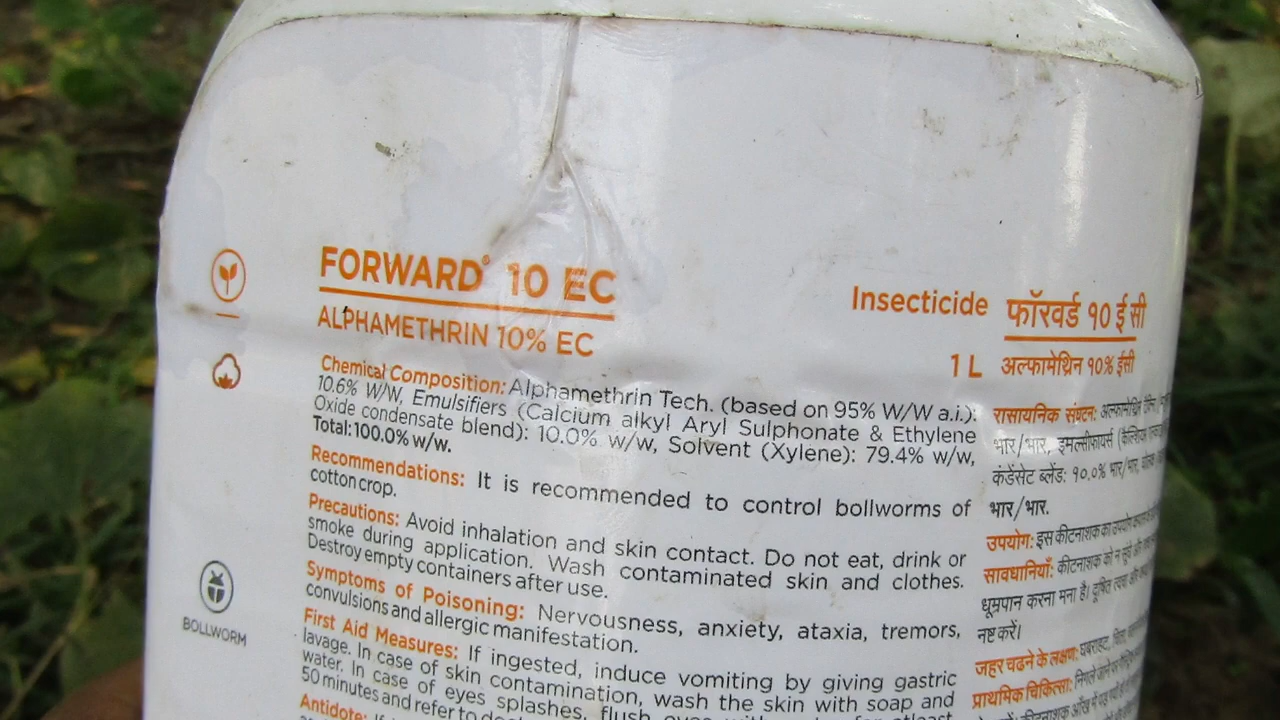 FORWARD® 10 EC
ALPHAMETHRIN 10% EC
Insecticide
1 L
Chemical Composition: Alphamethrin Tech. (based on 95% W/W a.i.):
10.6% W/W, Emulsifiers (Calcium alkyl Aryl Sulphonate & Ethylene
Oxide condensate blend): 10.0% w/w, Solvent (Xylene): 79.4% w/w,
Total: 100.0% w/w.
Recommendations: It is recommended to control bollworms of
cotton crop.
Precautions: Avoid inhalation and skin contact. Do not eat, drink or
smoke during application. Wash contaminated skin and clothes.
Destroy empty containers after use.
Symptoms of Poisoning: Nervousness, anxiety, ataxia, tremors,
convulsions and allergic manifestation.
First Aid Measures: If ingested, induce vomiting by giving gastric
lavage. In case of skin contamination, wash the skin with soap and
water. In case of eyes splashes, flush eyes with
50 minutes and refer to
Antidote:
BOLLWORM
फॉरवर्ड १० ई सी
अल्फामेथ्रिन १०% ईसी
रासायनिक संघटन: अल्फामेथ्रिन
भार/भार, इमल्सीफायर्स
कंडेंसेट ब्लेंड: १०.०% भार/भार,
भार/भार.
उपयोग: इस कीटनाशक का उपयोग
सावधानियाँ: कीटनाशक को न सूंघें
धूम्रपान करना मना है। दूषित त्वचा
नष्ट करें।
जहर चढने के लक्षण: घबराहट, चिंता,
प्राथमिक चिकित्सा: निगले जाने पर